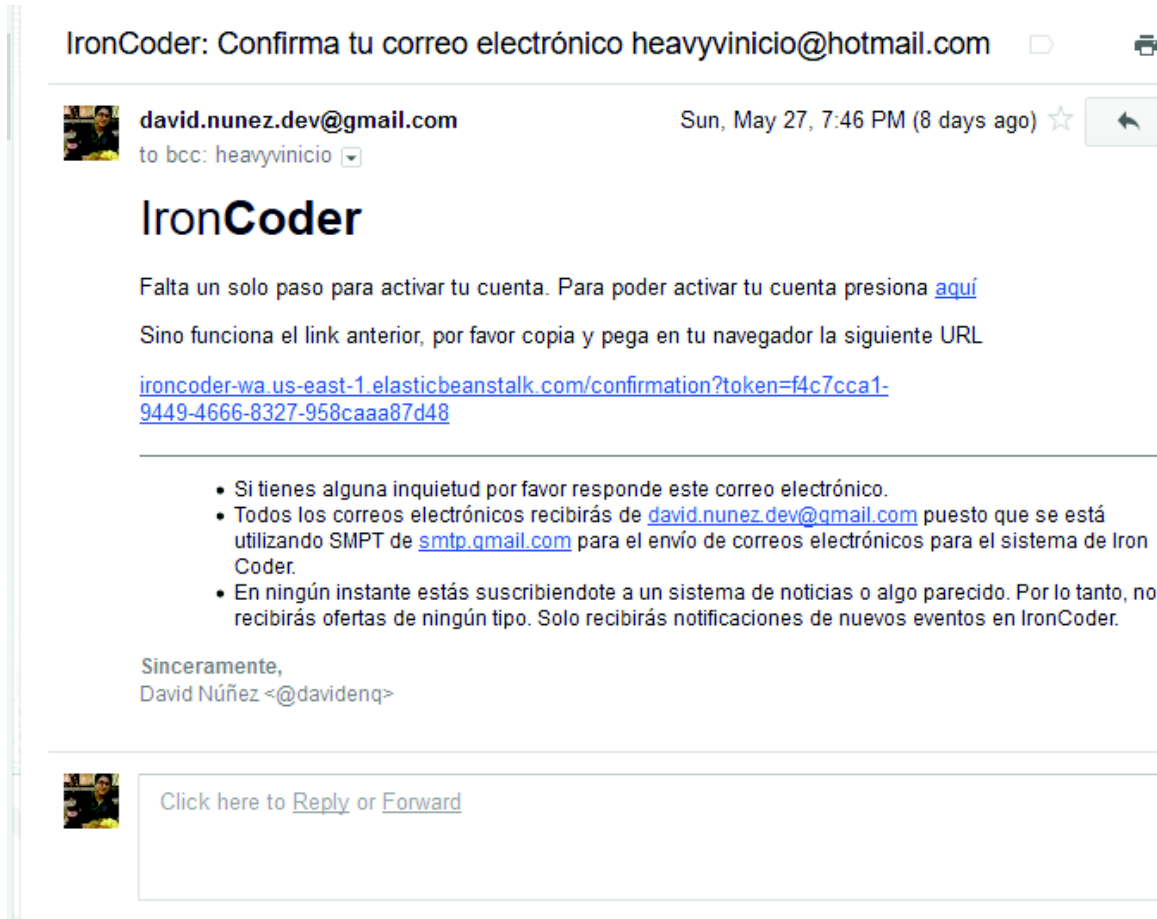 IronCoder: Confirma tu correo electrónico heavyvinicio@hotmail.com
david.nunez.dev@gmail.com Sun, May 27, 7:46 PM (8 days ago)
to bcc: heavyvinicio
IronCoder
Falta un solo paso para activar tu cuenta. Para poder activar tu cuenta presiona aquí
Sino funciona el link anterior, por favor copia y pega en tu navegador la siguiente URL
ironcoder-wa.us-east-1.elasticbeanstalk.com/confirmation?token=f4c7cca1-
9449-4666-8327-958caaa87d48
• Si tienes alguna inquietud por favor responde este correo electrónico.
• Todos los correos electrónicos recibirás de david.nunez.dev@gmail.com puesto que se está
utilizando SMPT de smtp.gmail.com para el envío de correos electrónicos para el sistema de Iron
Coder.
• En ningún instante estás suscribiendote a un sistema de noticias o algo parecido. Por lo tanto, no
recibirás ofertas de ningún tipo. Solo recibirás notificaciones de nuevos eventos en IronCoder.
Sinceramente,
David Núñez <@davidenq>
Click here to Reply or Forward